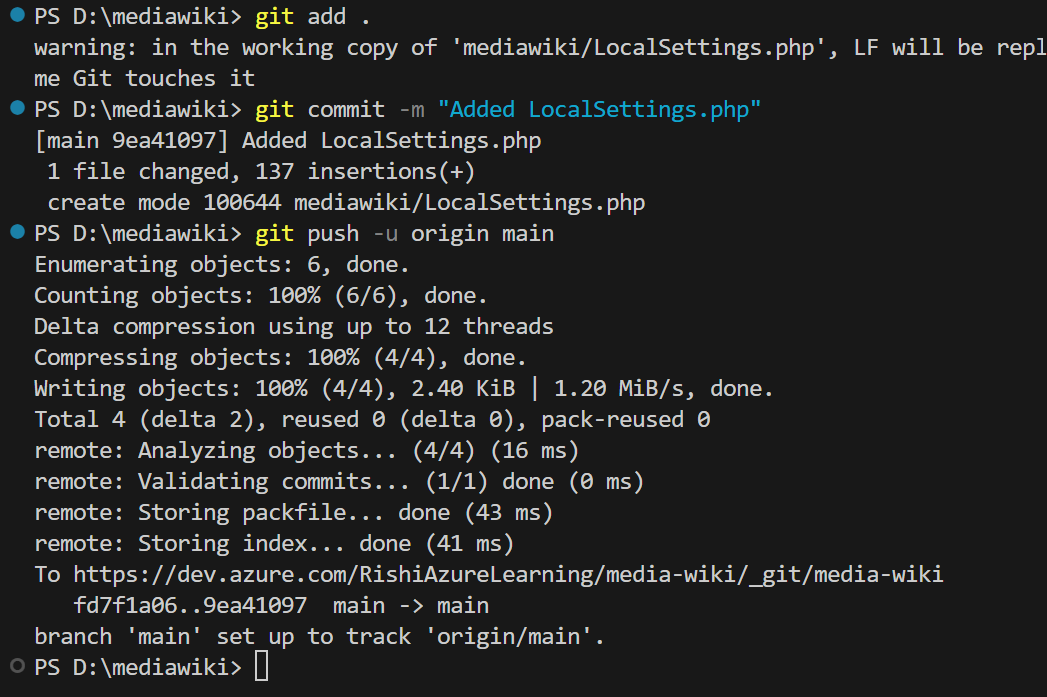 PS D:\mediawiki> git add .
warning: in the working copy of 'mediawiki/LocalSettings.php', LF will be repl
me Git touches it
PS D:\mediawiki> git commit -m "Added LocalSettings.php"
[main 9ea41097] Added LocalSettings.php
 1 file changed, 137 insertions(+)
 create mode 100644 mediawiki/LocalSettings.php
PS D:\mediawiki> git push -u origin main
Enumerating objects: 6, done.
Counting objects: 100% (6/6), done.
Delta compression using up to 12 threads
Compressing objects: 100% (4/4), done.
Writing objects: 100% (4/4), 2.40 KiB | 1.20 MiB/s, done.
Total 4 (delta 2), reused 0 (delta 0), pack-reused 0
remote: Analyzing objects... (4/4) (16 ms)
remote: Validating commits... (1/1) done (0 ms)
remote: Storing packfile... done (43 ms)
remote: Storing index... done (41 ms)
To https://dev.azure.com/RishiAzureLearning/media-wiki/_git/media-wiki
   fd7f1a06..9ea41097  main -> main
branch 'main' set up to track 'origin/main'.
PS D:\mediawiki>